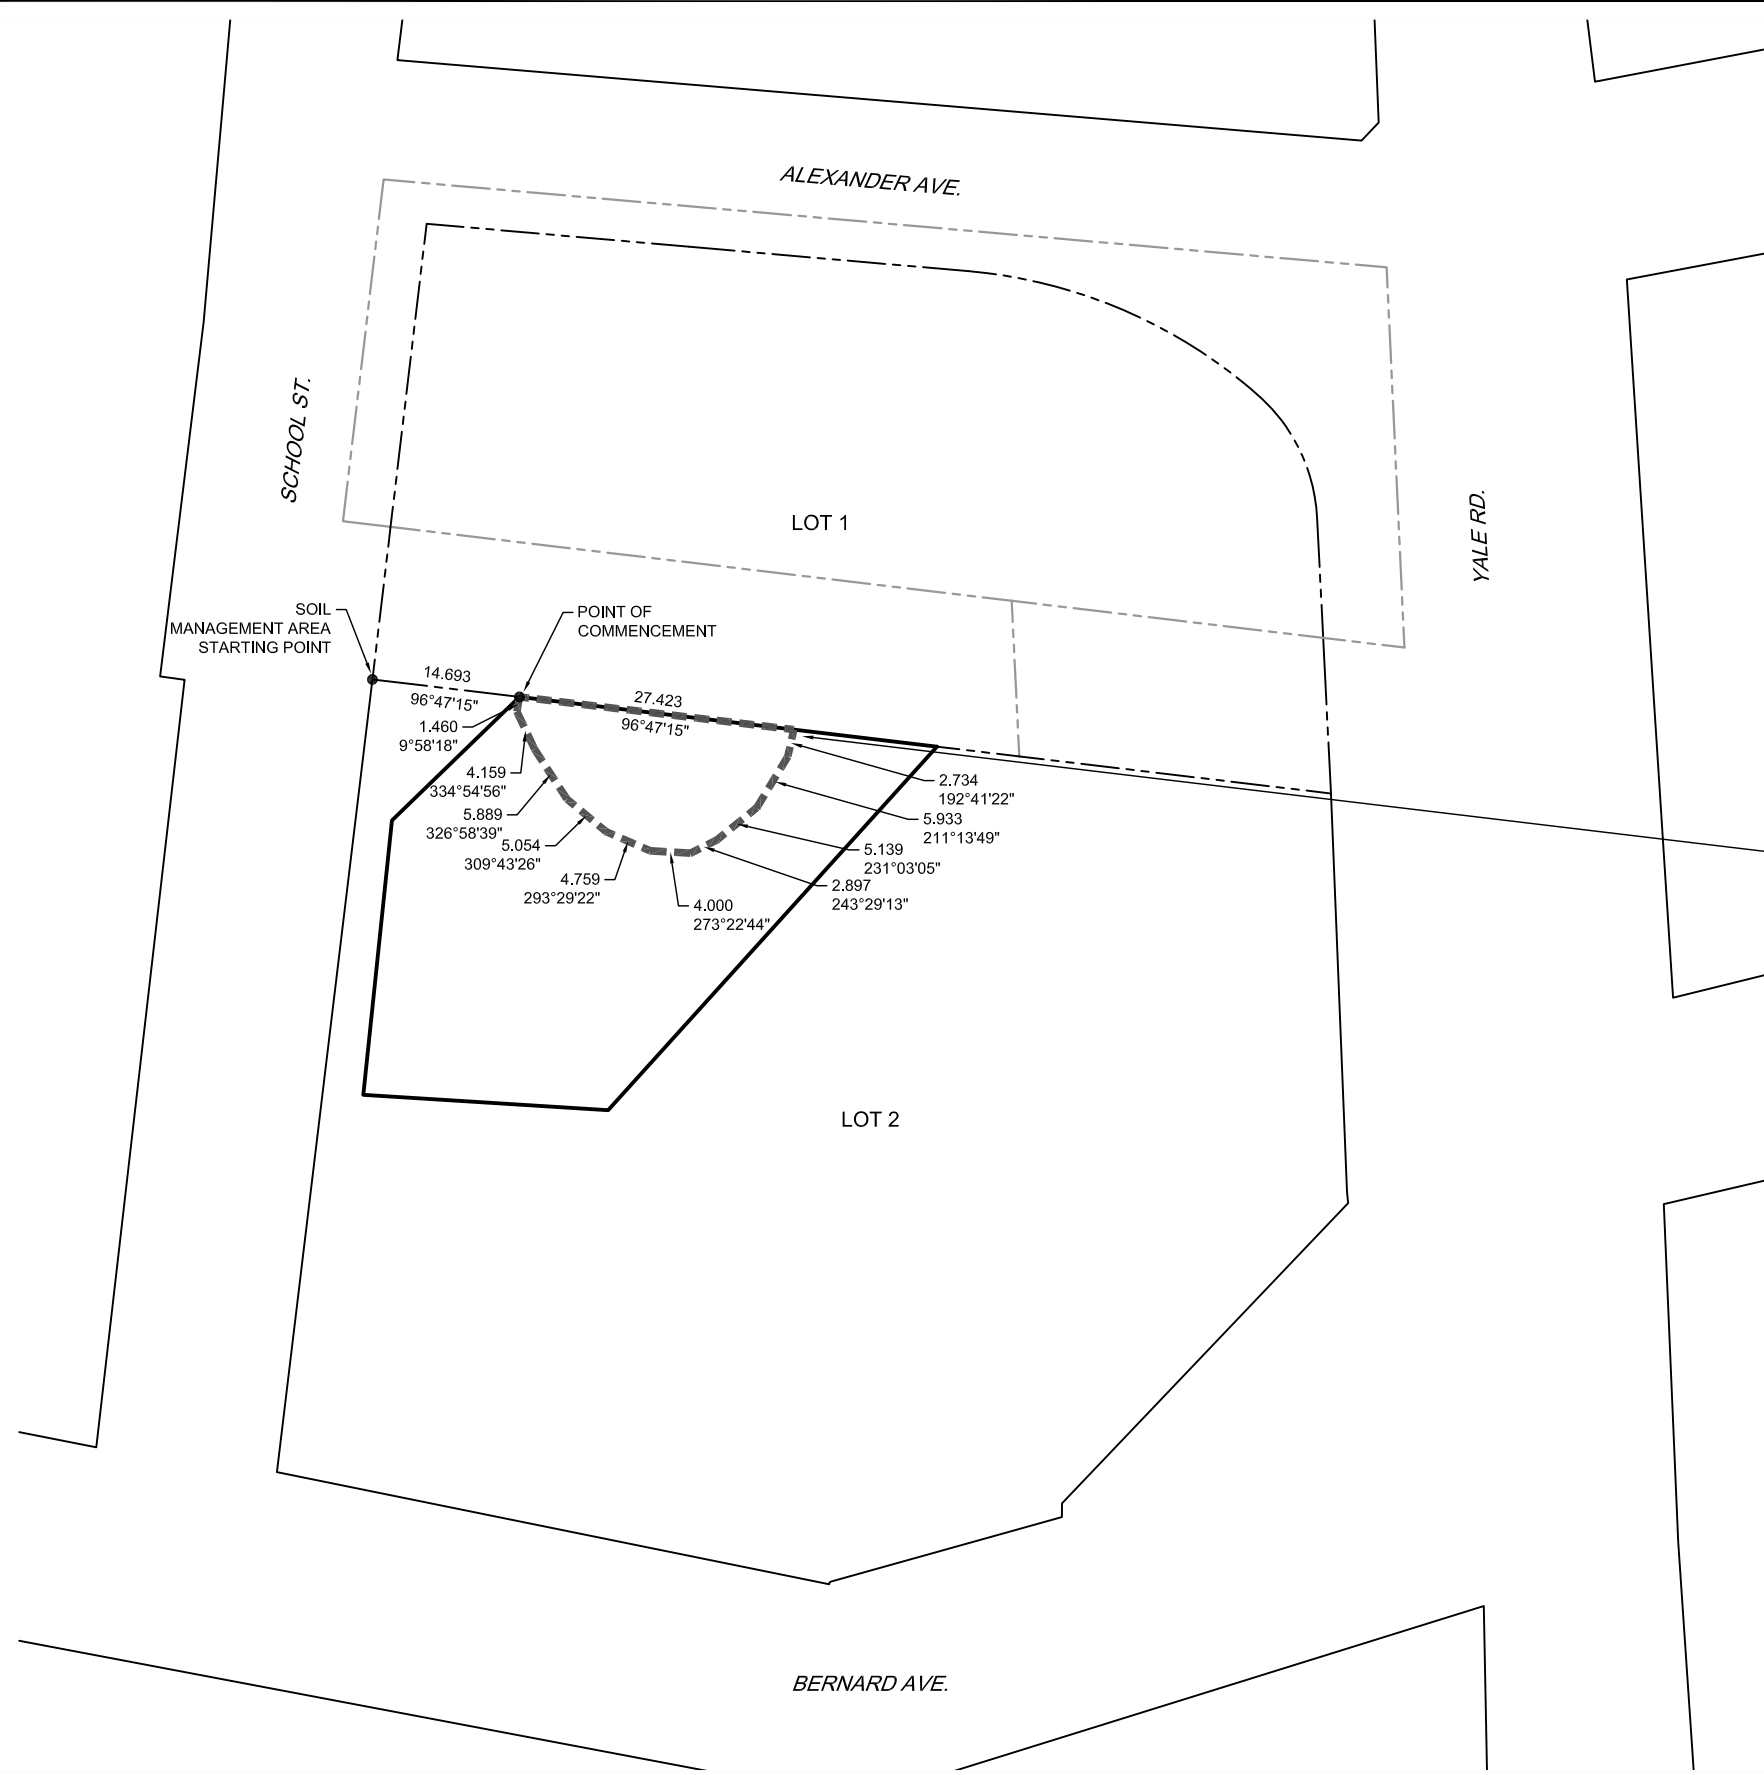 ALEXANDER AVE.
SCHOOL ST.
LOT 1
YALE RD.
SOIL
MANAGEMENT AREA
STARTING POINT
POINT OF
COMMENCEMENT
14.693
96°47'15"
27.423
96°47'15"
1.460
9°58'18"
4.159
334°54'56"
5.889
326°58'39"
5.054
309°43'26"
4.759
293°29'22"
4.000
273°22'44"
2.897
243°29'13"
5.139
231°03'05"
5.933
211°13'49"
2.734
192°41'22"
LOT 2
BERNARD AVE.